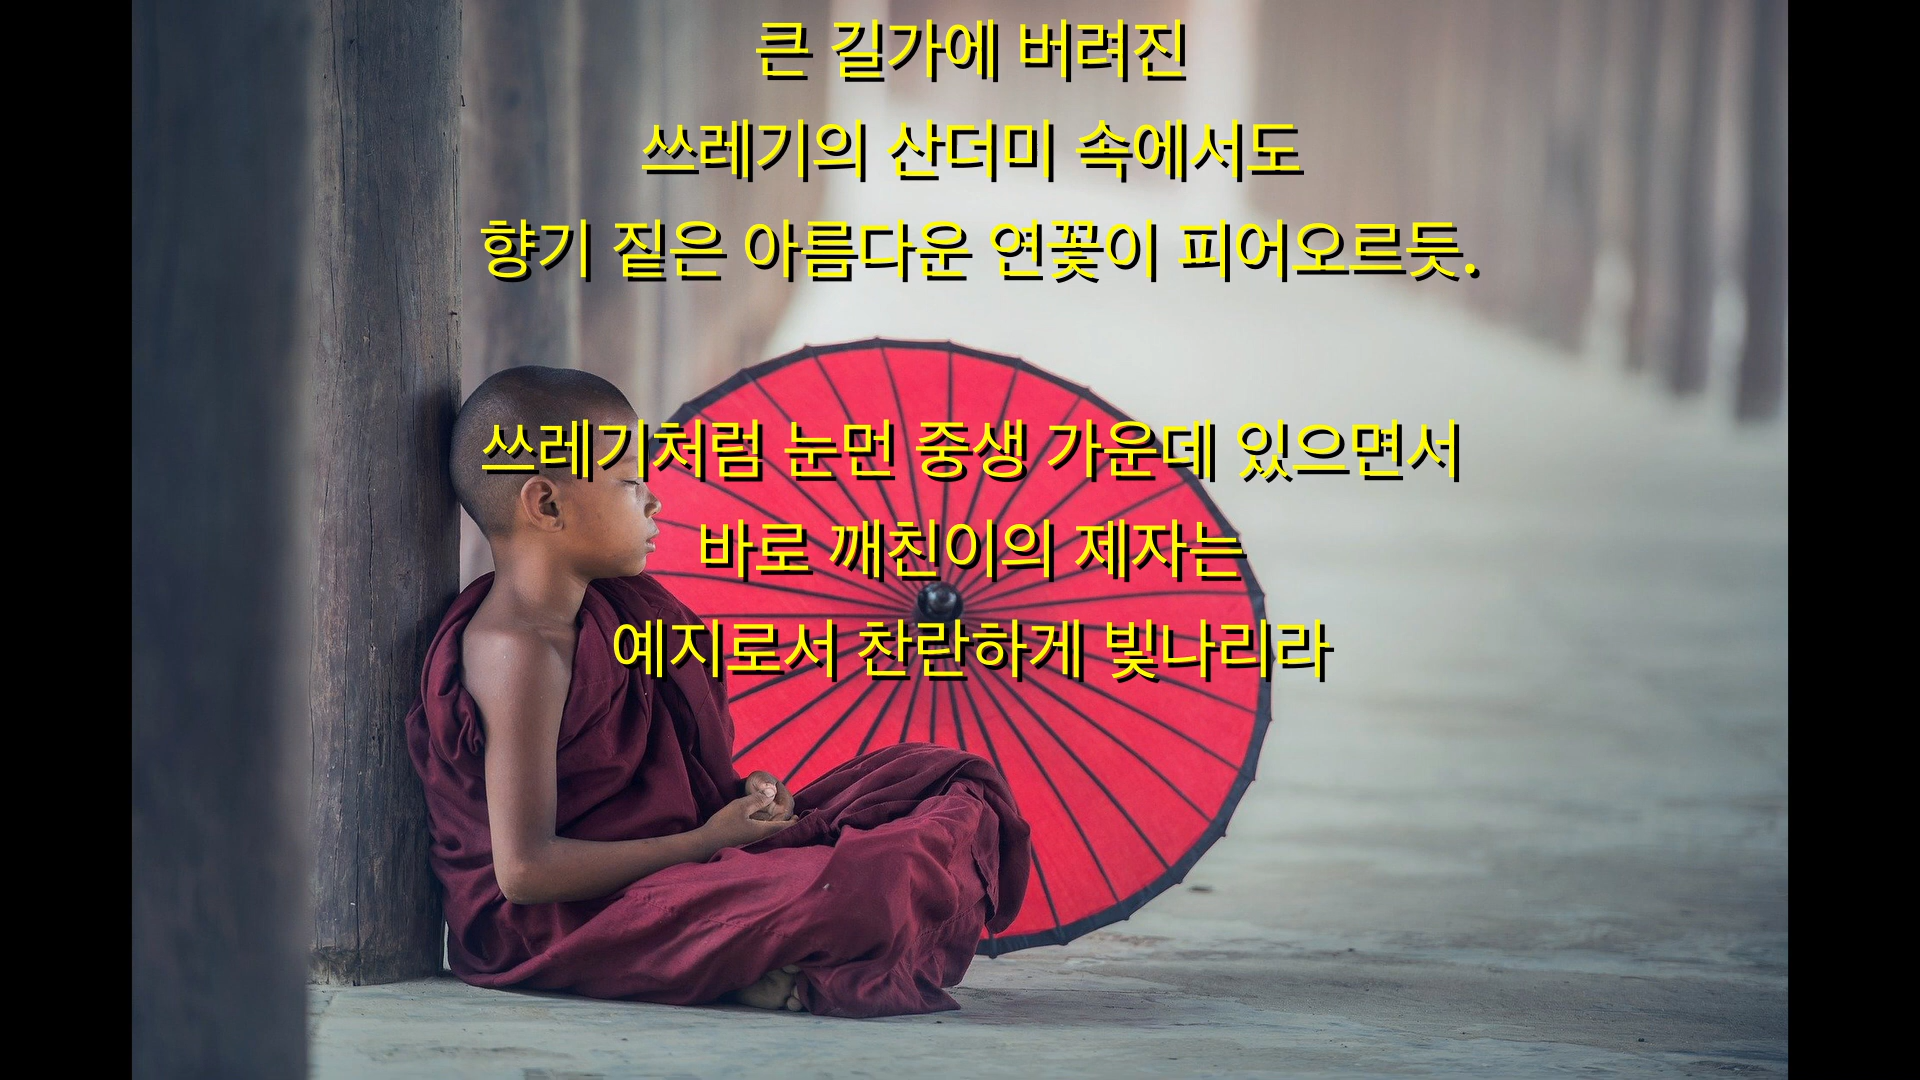 큰 길가에 버려진
쓰레기의 산더미 속에서도
향기 짙은 아름다운 연꽃이 피어오르듯.
쓰레기처럼 눈먼 중생 가운데 있으면서
바로 깨친이의 제자는
예지로서 찬란하게 빛나리라